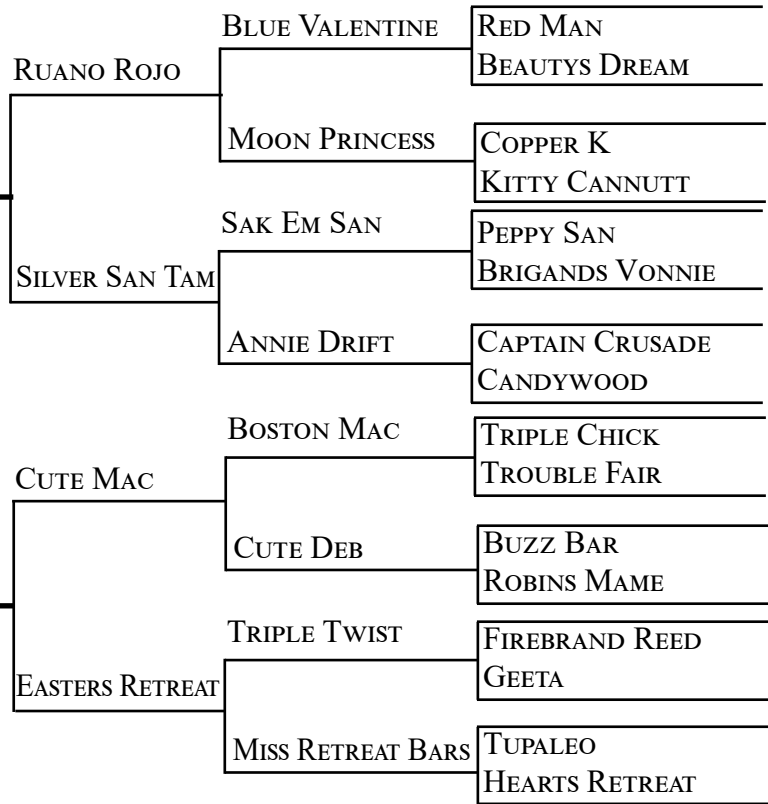 Blue Valentine
Red Man
Beautys Dream
Ruano Rojo
Moon Princess
Copper K
Kitty Cannutt
Sak Em San
Peppy San
Brigands Vonnie
Silver San Tam
Annie Drift
Captain Crusade
Candywood
Boston Mac
Triple Chick
Trouble Fair
Cute Mac
Cute Deb
Buzz Bar
Robins Mame
Triple Twist
Firebrand Reed
Geeta
Easters Retreat
Miss Retreat Bars
Tupaleo
Hearts Retreat